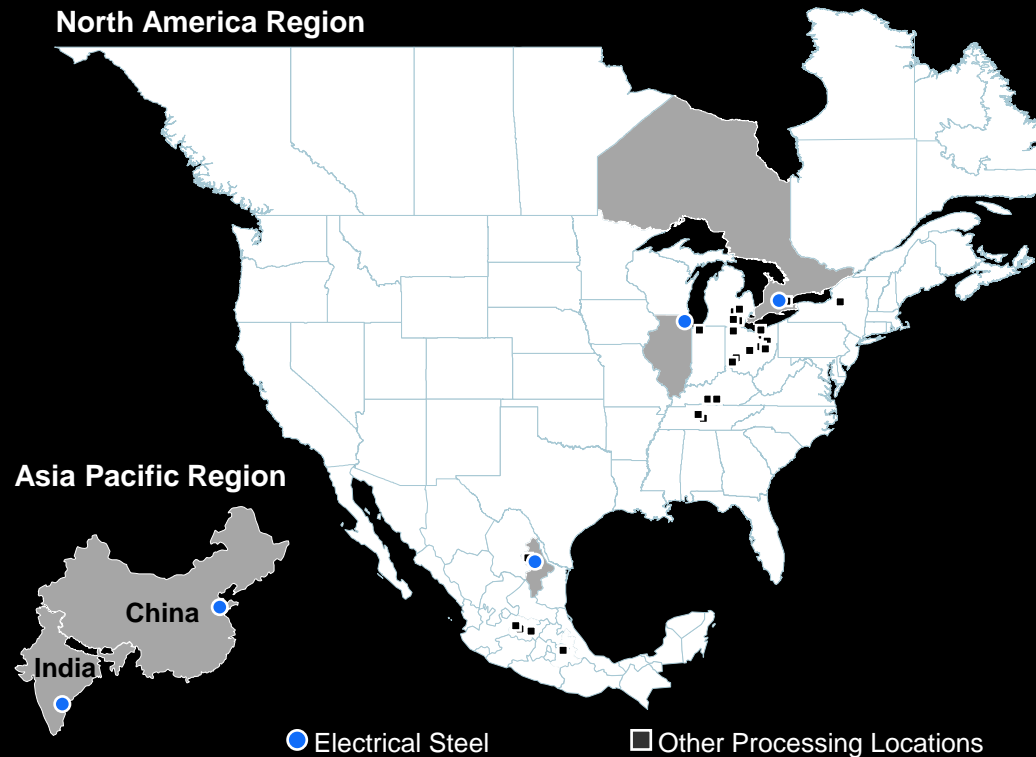 North America Region
Asia Pacific Region
China
India
Electrical Steel
Other Processing Locations